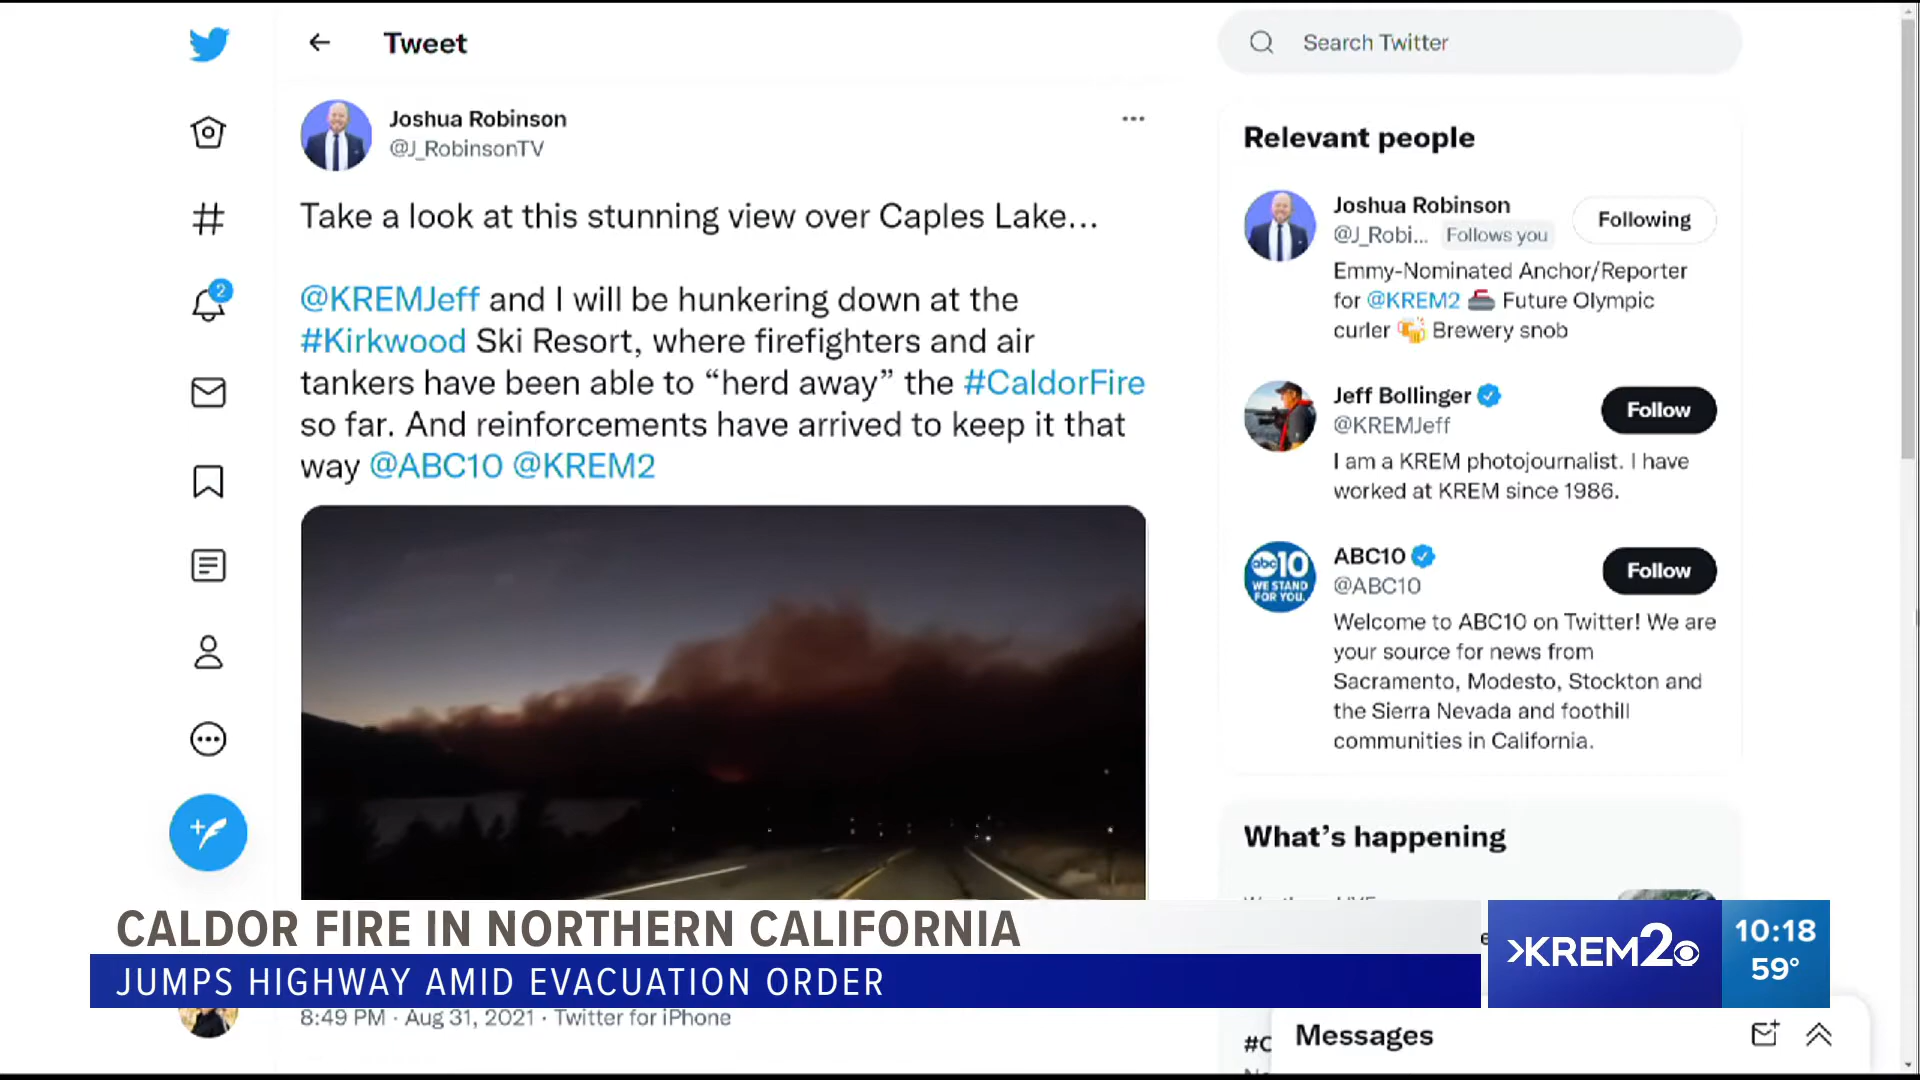 Tweet
Search Twitter
Joshua Robinson
@J_RobinsonTV
Take a look at this stunning view over Caples Lake...
@KREMJeff and I will be hunkering down at the
#Kirkwood Ski Resort, where firefighters and air
tankers have been able to “herd away” the #CaldorFire
so far. And reinforcements have arrived to keep it that
way @ABC10 @KREM2
2
Relevant people
Joshua Robinson
@J_Robi... Follows you
Following
Emmy-Nominated Anchor/Reporter
for @KREM2 Future Olympic
curler Brewery snob
Jeff Bollinger
@KREMJeff
Follow
I am a KREM photojournalist. I have
worked at KREM since 1986.
abc10
WE STAND
FOR YOU.
ABC10
@ABC10
Follow
Welcome to ABC10 on Twitter! We are
your source for news from
Sacramento, Modesto, Stockton and
the Sierra Nevada and foothill
communities in California.
What’s happening
CALDOR FIRE IN NORTHERN CALIFORNIA
JUMPS HIGHWAY AMID EVACUATION ORDER
KREM2
10:18
59°
8:49 PM · Aug 31, 2021 · Twitter for iPhone
#C
Messages